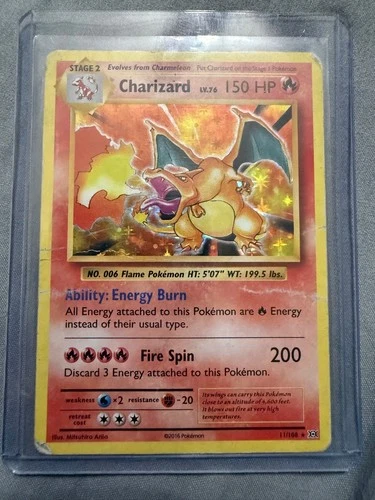 STAGE 2 Evolves from Charmeleon Put Charizard on the Stage 1 Pokémon
Charizard LV.76 150 HP
NO. 006 Flame Pokémon HT: 5'07" WT: 199.5 lbs.
Ability: Energy Burn
All Energy attached to this Pokémon are Energy
instead of their usual type.
Fire Spin 200
Discard 3 Energy attached to this Pokémon.
weakness ×2 resistance -20
retreat
cost
Its wings can carry this Pokémon
close to an altitude of 4,600 feet.
It blows out fire at very high
temperatures.
Illus. Mitsuhiro Arita ©2016 Pokémon 11/108 ★